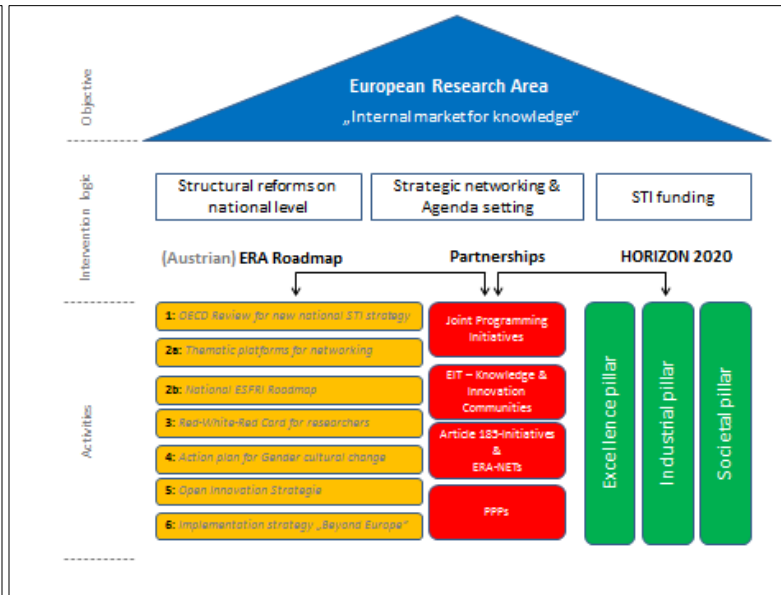 Objective
European Research Area
„Internal market for knowledge“
Intervention logic
Structural reforms on
national level
Strategic networking &
Agenda setting
STI funding
(Austrian) ERA Roadmap
Partnerships
HORIZON 2020
Activities
1: OECD Review for new national STI strategy
2a: Thematic platforms for networking
2b: National ESFRI Roadmap
3: Red-White-Red Card for researchers
4: Action plan for Gender cultural change
5: Open Innovation Strategie
6: Implementation strategy „Beyond Europe“
Joint Programming
Initiatives
EIT – Knowledge &
Innovation
Communities
Article 185-Initiatives
&
ERA-NETs
PPPs
Excellence pillar
Industrial pillar
Societal pillar